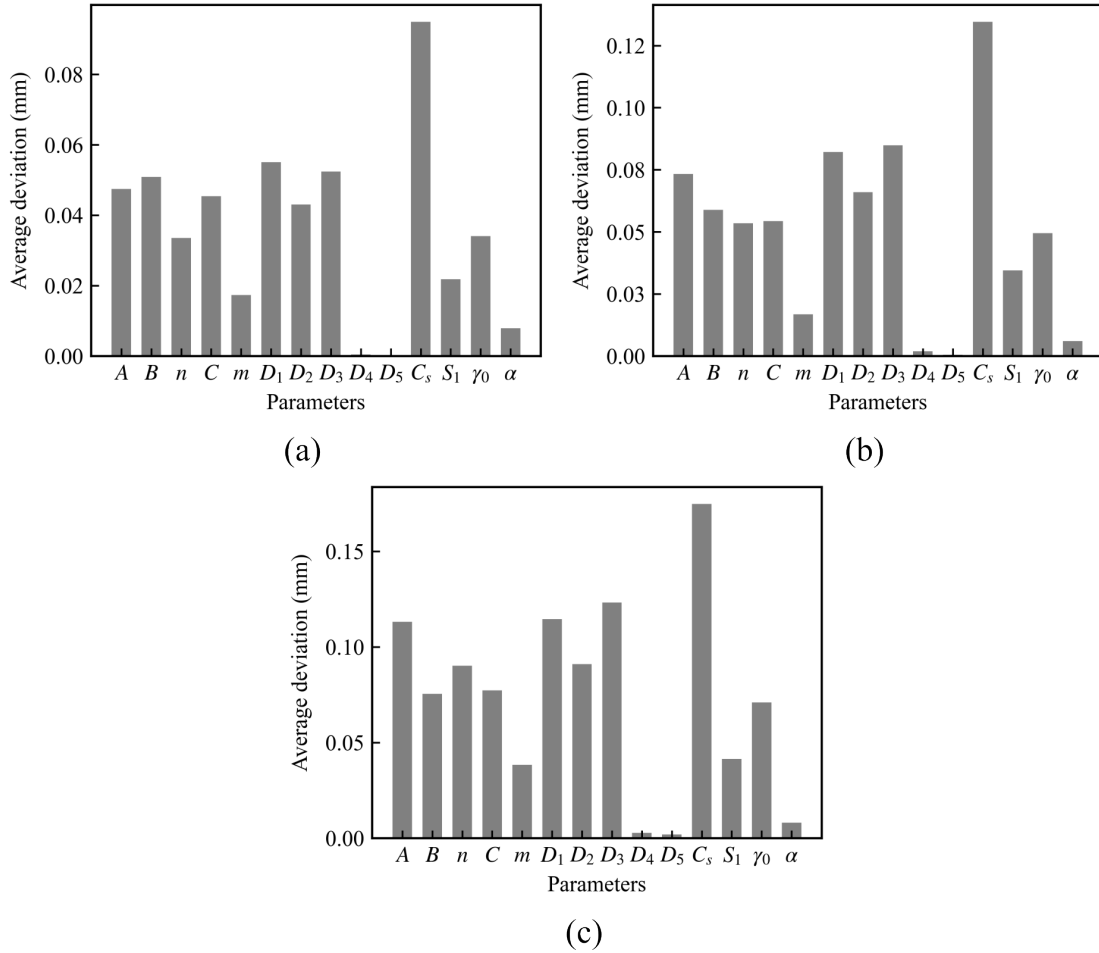 Average deviation (mm)
0.08
0.06
0.04
0.02
0.00
A B n C m D₁ D₂ D₃ D₄ D₅ Cₛ S₁ γ₀ α
Parameters
(a)
Average deviation (mm)
0.12
0.10
0.08
0.05
0.03
0.00
A B n C m D₁ D₂ D₃ D₄ D₅ Cₛ S₁ γ₀ α
Parameters
(b)
Average deviation (mm)
0.15
0.10
0.05
0.00
A B n C m D₁ D₂ D₃ D₄ D₅ Cₛ S₁ γ₀ α
Parameters
(c)